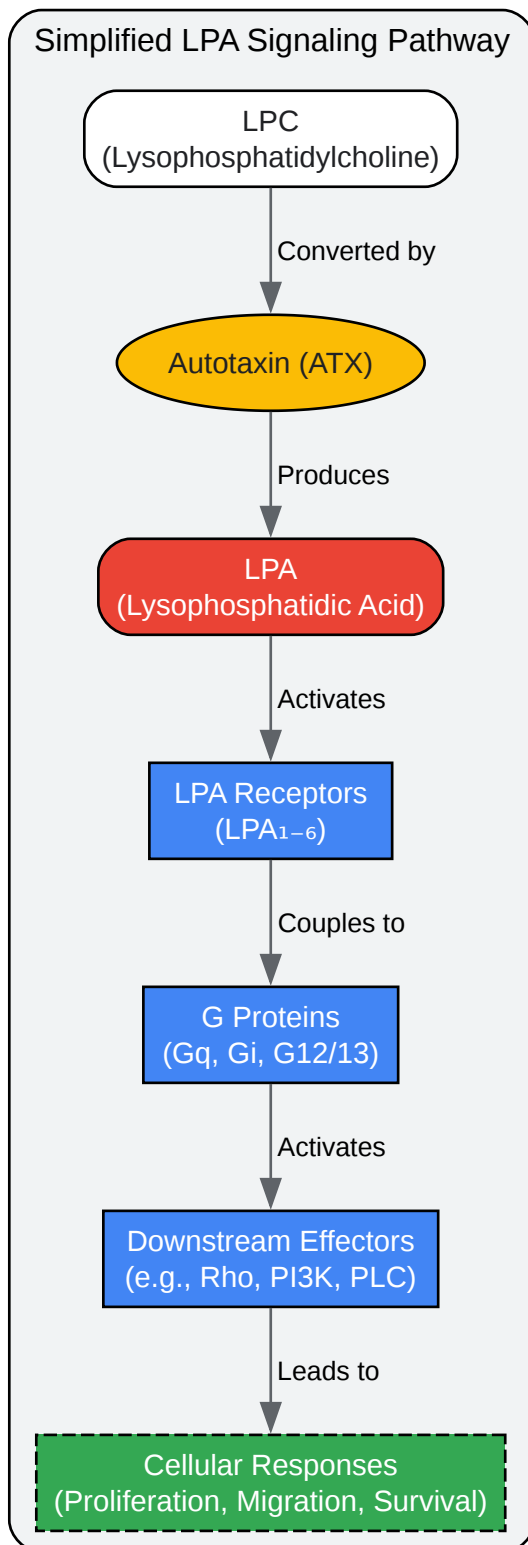 Simplified LPA Signaling Pathway
LPC
(Lysophosphatidylcholine)
Converted by
Autotaxin (ATX)
Produces
LPA
(Lysophosphatidic Acid)
Activates
LPA Receptors
(LPA₁₋₆)
Couples to
G Proteins
(Gq, Gi, G12/13)
Activates
Downstream Effectors
(e.g., Rho, PI3K, PLC)
Leads to
Cellular Responses
(Proliferation, Migration, Survival)